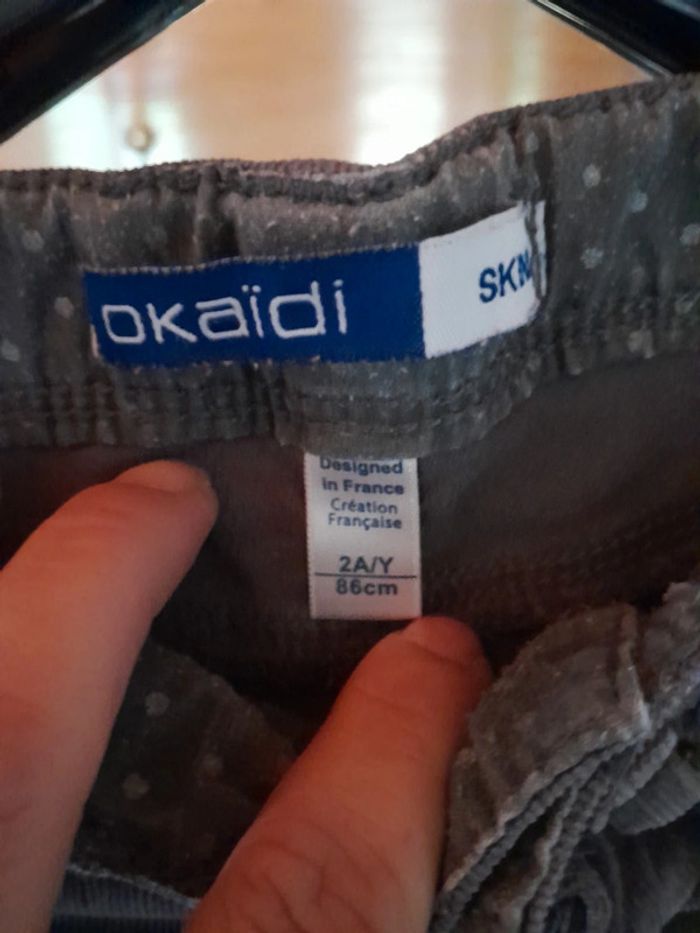 okaïdi
Designed
in France
Création
Française
2A/Y
86cm